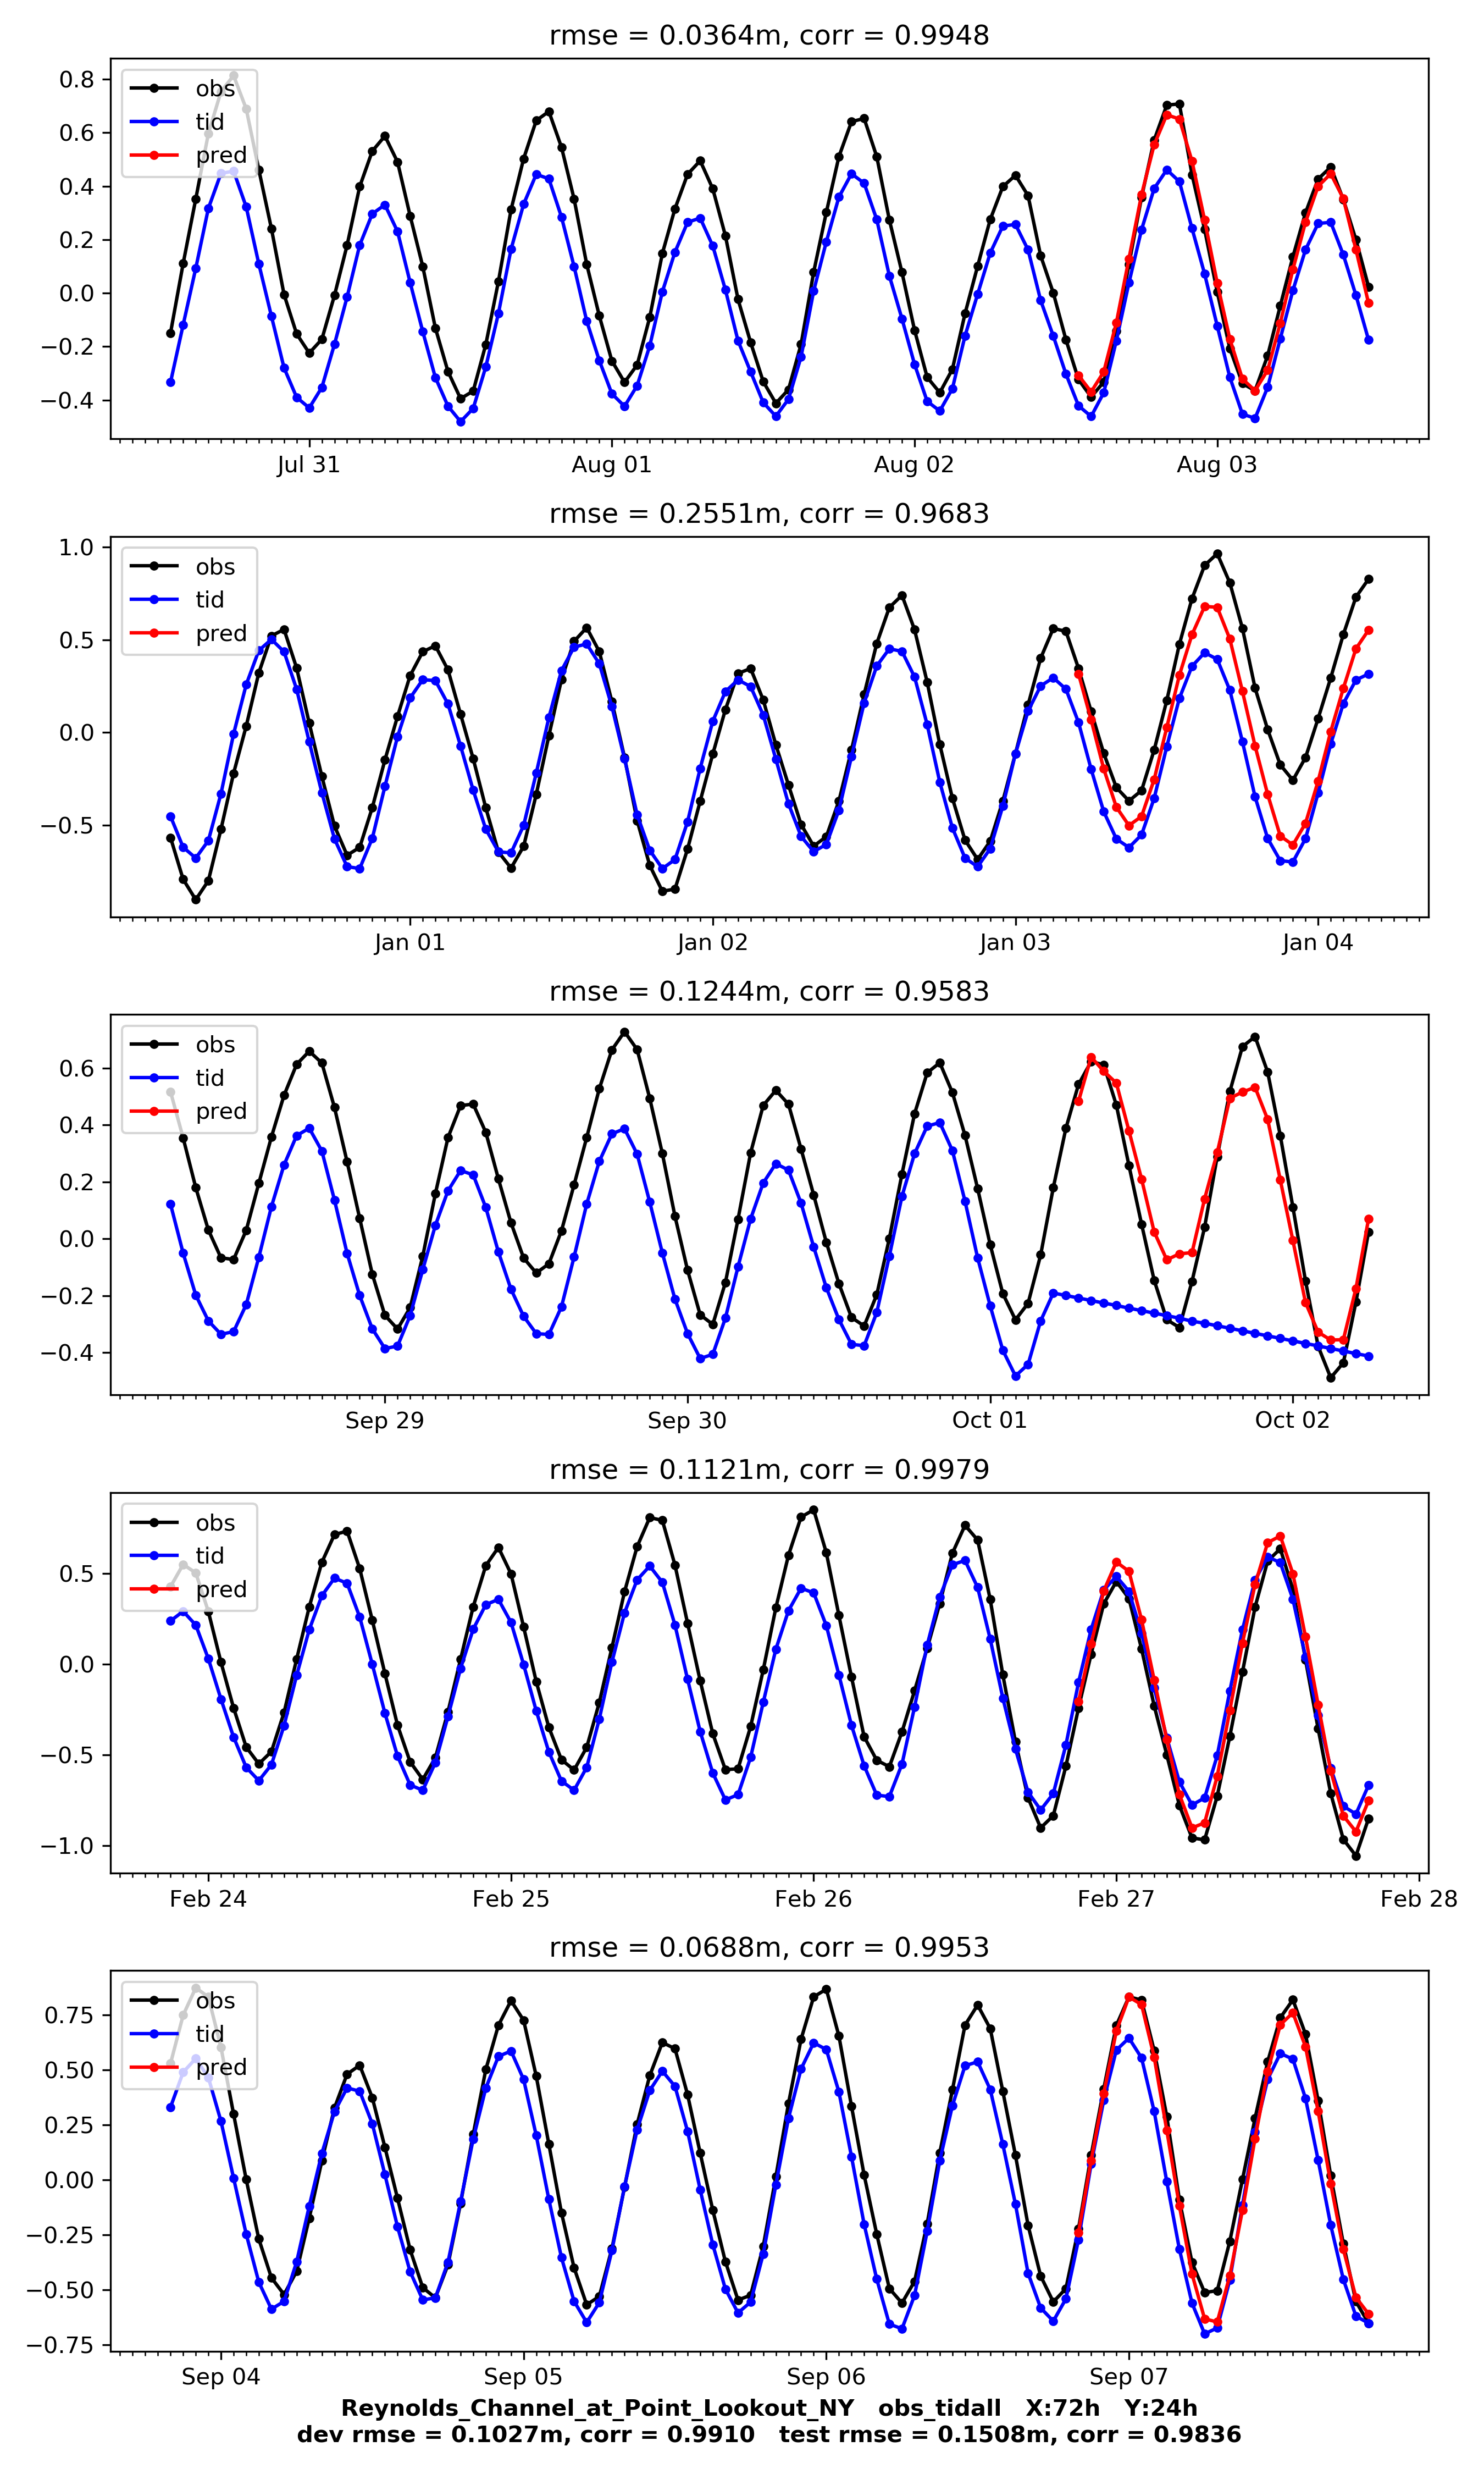 rmse = 0.0364m, corr = 0.9948
0.8
0.6
0.4
0.2
0.0
−0.2
−0.4
obs
tid
pred
Jul 31 Aug 01 Aug 02 Aug 03
rmse = 0.2551m, corr = 0.9683
1.0
0.5
0.0
−0.5
obs
tid
pred
Jan 01 Jan 02 Jan 03 Jan 04
rmse = 0.1244m, corr = 0.9583
0.6
0.4
0.2
0.0
−0.2
−0.4
obs
tid
pred
Sep 29 Sep 30 Oct 01 Oct 02
rmse = 0.1121m, corr = 0.9979
0.5
0.0
−0.5
−1.0
obs
tid
pred
Feb 24 Feb 25 Feb 26 Feb 27 Feb 28
rmse = 0.0688m, corr = 0.9953
0.75
0.50
0.25
0.00
−0.25
−0.50
−0.75
obs
tid
pred
Sep 04 Sep 05 Sep 06 Sep 07
Reynolds_Channel_at_Point_Lookout_NY obs_tidall X:72h Y:24h
dev rmse = 0.1027m, corr = 0.9910 test rmse = 0.1508m, corr = 0.9836